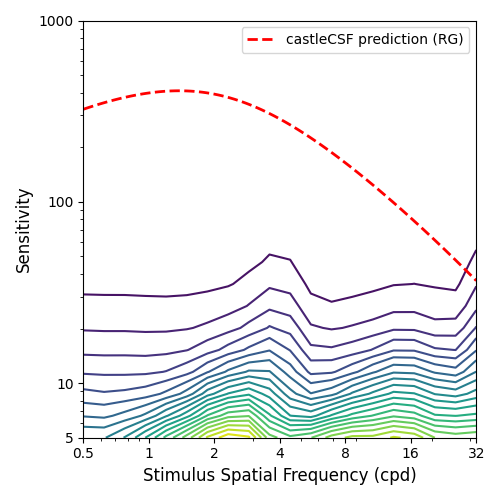 1000
castleCSF prediction (RG)
100
10
5
Sensitivity
0.5 1 2 4 8 16 32
Stimulus Spatial Frequency (cpd)